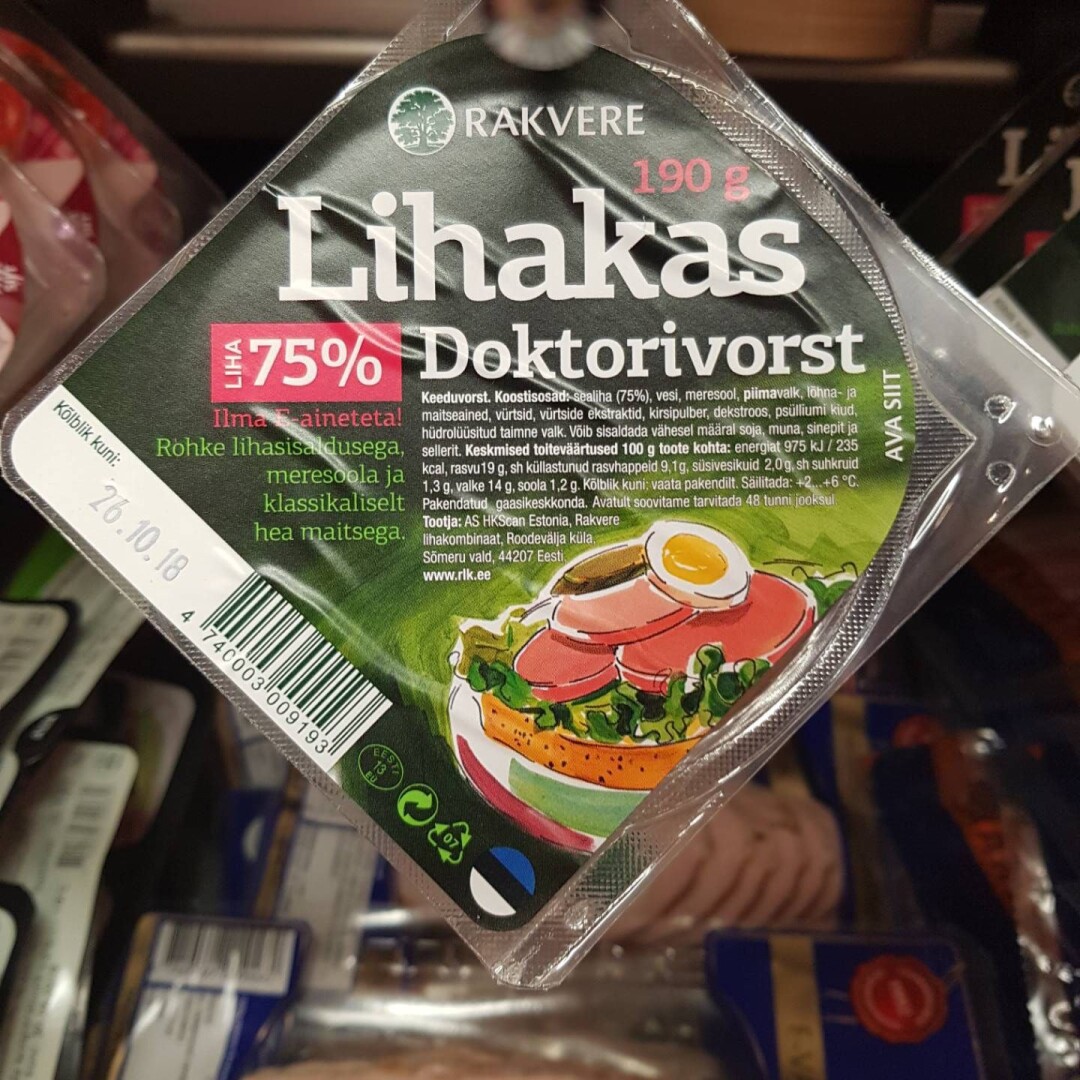 RAKVERE
190 g
Lihakas
LIHA
75%
Doktorivorst
Ilma E-aineteta!
Rohke lihasisaldusega,
meresoola ja
klassikaliselt
hea maitsega.
Keeduvorst. Koostisosad: sealiha (75%), vesi, meresool, piimavalk, lõhna- ja
maitseained, vürtsid, vürtside ekstraktid, kirsipulber, dekstroos, psülliumi kiud,
hüdrolüüsitud taimne valk. Võib sisaldada vähesel määral soja, muna, sinepit ja
sellerit. Keskmised toiteväärtused 100 g toote kohta: energiat 975 kJ / 235
kcal, rasvu 19 g, sh küllastunud rasvhappeid 9,1g, süsivesikuid 2,0 g, sh suhkruid
1,3 g, valke 14 g, soola 1,2 g. Kõlblik kuni: vaata pakendilt. Säilitada: +2...+6 °C.
Pakendatud gaasikeskkonda. Avatult soovitame tarvitada 48 tunni jooksul
Tootja: AS HKScan Estonia, Rakvere
lihakombinaat, Roodevälja küla,
Sõmeru vald, 44207 Eesti.
www.rlk.ee
AVA SIIT
Kõlblik kuni:
26.10.18
4 740003 009193
EESTI
13
EU
07